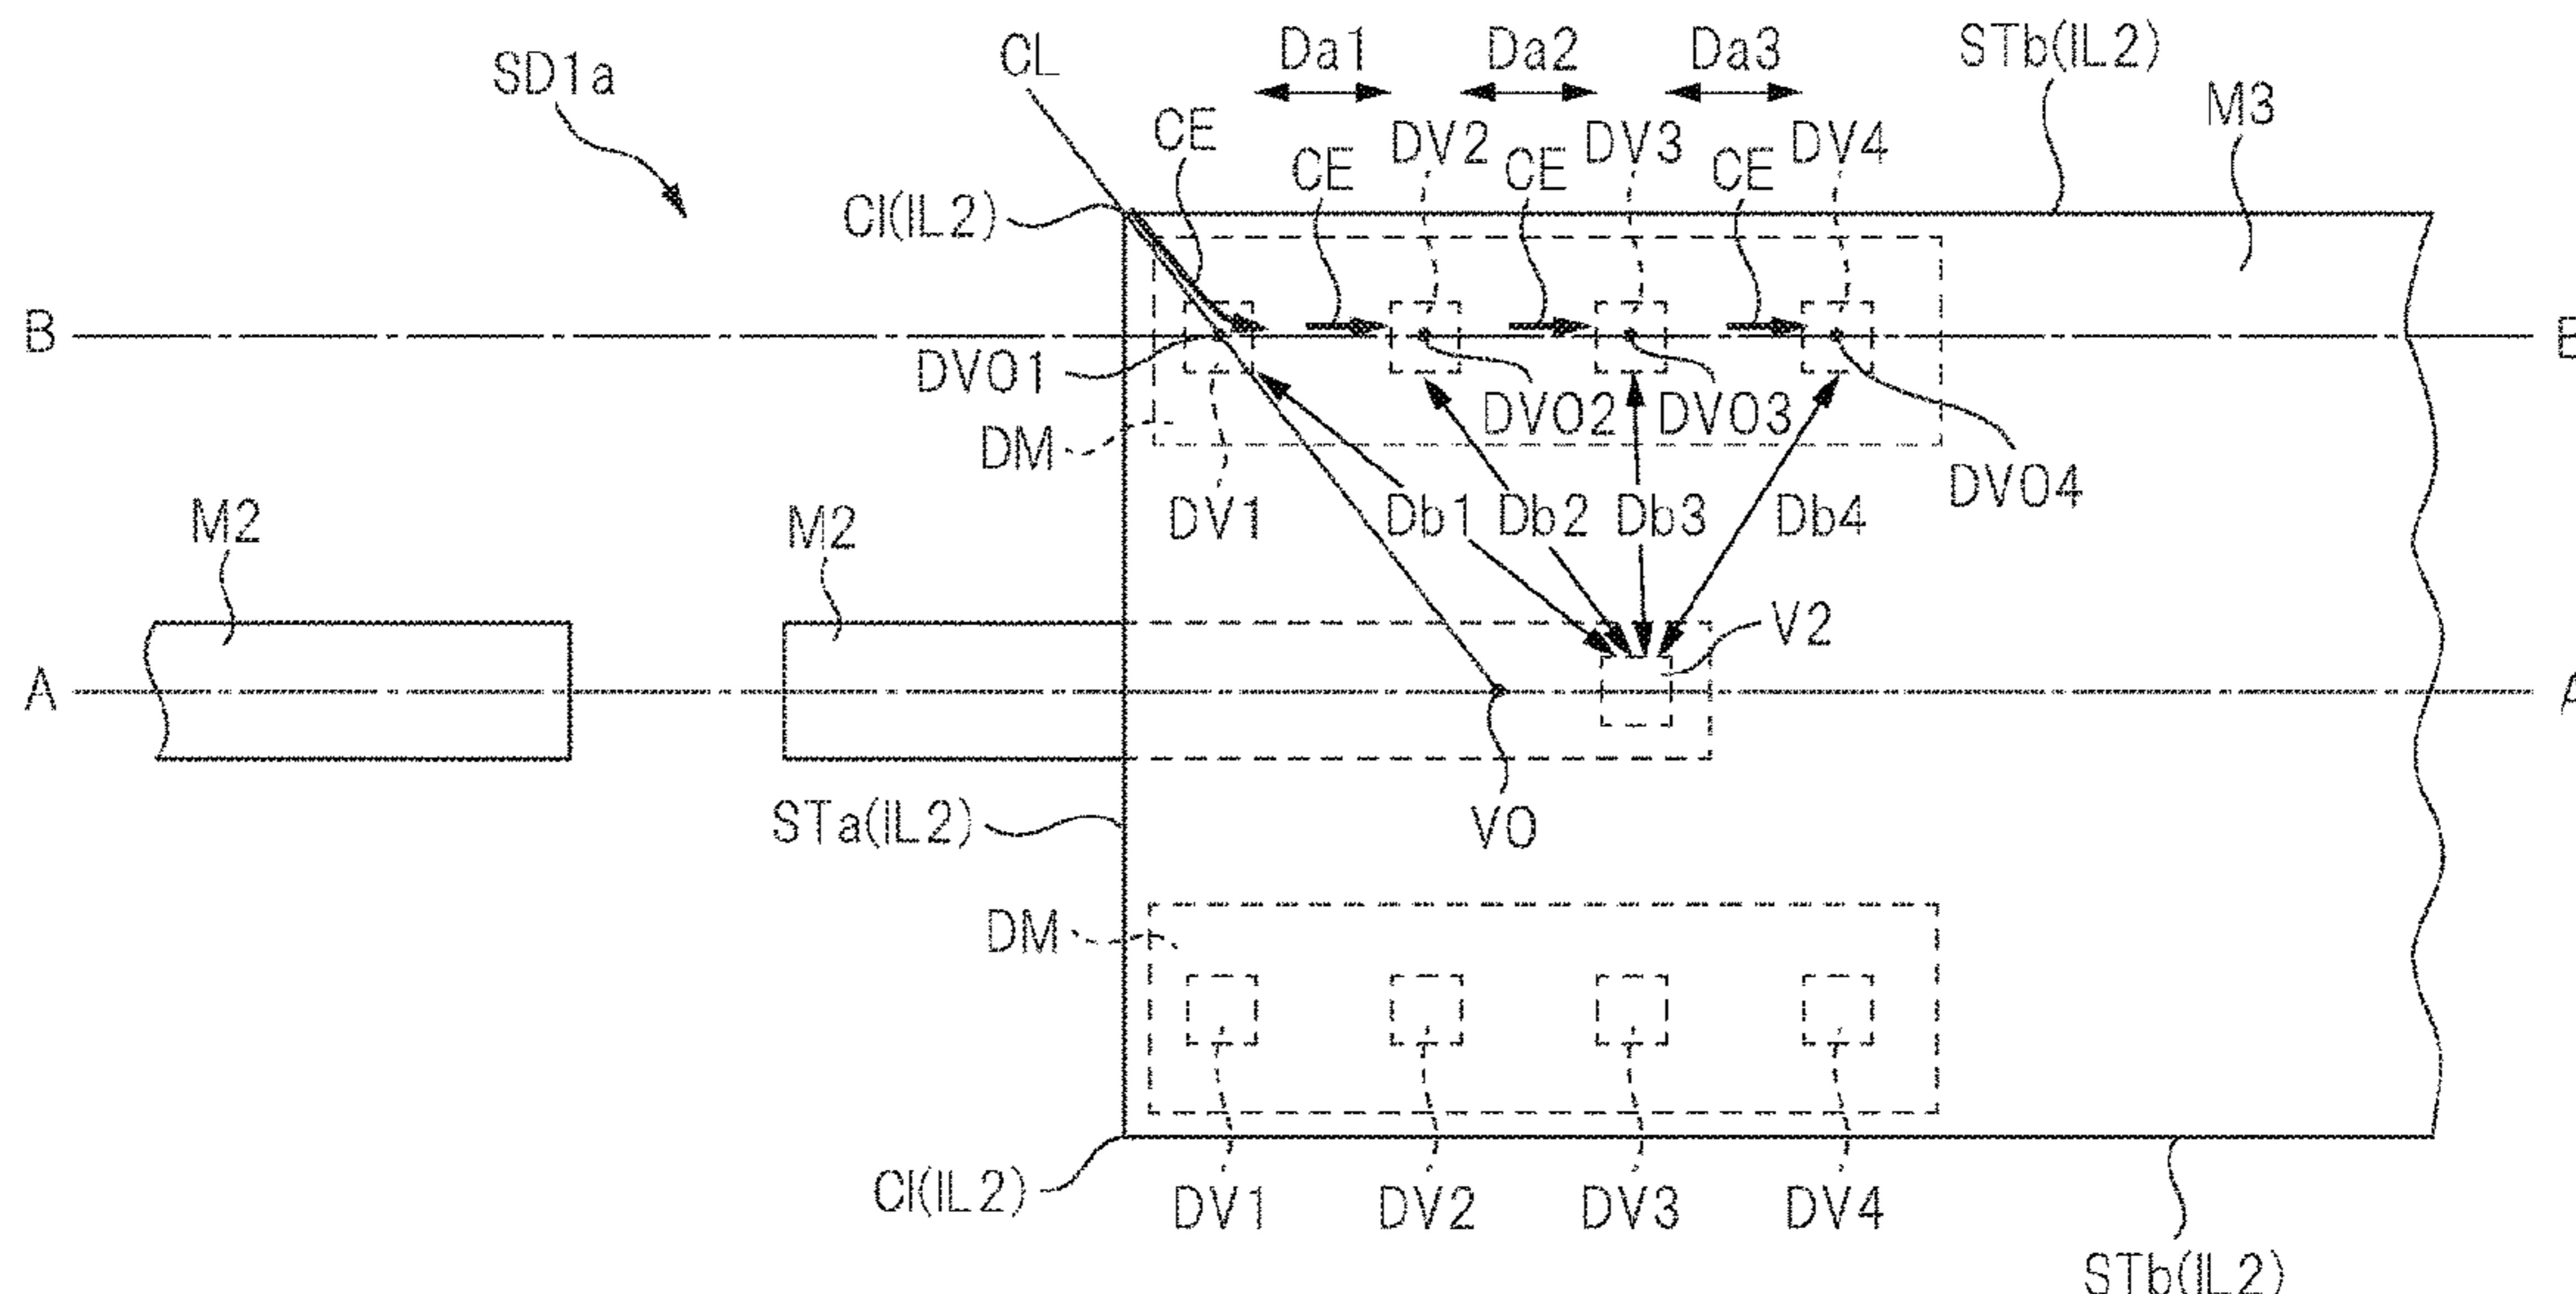 SD1a
CL
Da1
Da2
Da3
STb(IL2)
M3
CE
DV2
DV3
DV4
CE
CE
CE
CI(IL2)
B
DVO1
DVO2
DVO3
DM
DV1
DVO4
M2
M2
Db1
Db2
Db3
Db4
V2
A
STa(IL2)
VO
DM
CI(IL2)
DV1
DV2
DV3
DV4
STb(IL2)